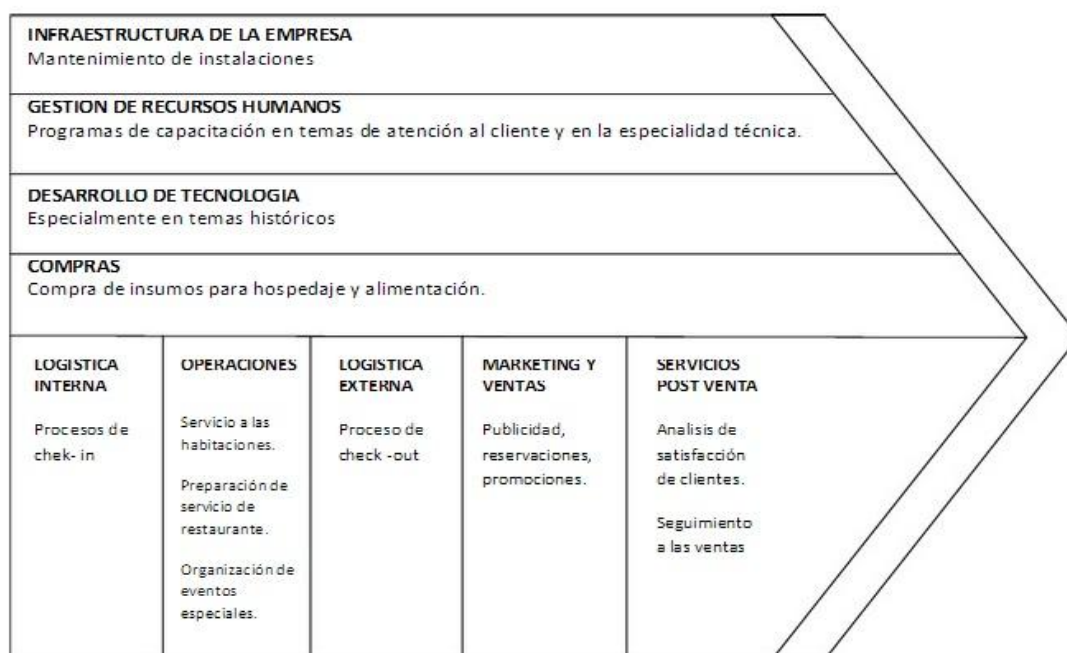 INFRAESTRUCTURA DE LA EMPRESA
Mantenimiento de instalaciones
GESTION DE RECURSOS HUMANOS
Programas de capacitación en temas de atención al cliente y en la especialidad técnica.
DESARROLLO DE TECNOLOGIA
Especialmente en temas históricos
COMPRAS
Compra de insumos para hospedaje y alimentación.
LOGISTICA
INTERNA
Procesos de
chek- in
OPERACIONES
Servicio a las
habitaciones.
Preparación de
servicio de
restaurante.
Organización de
eventos
especiales.
LOGISTICA
EXTERNA
Proceso de
check -out
MARKETING Y
VENTAS
Publicidad,
reservaciones,
promociones.
SERVICIOS
POST VENTA
Analisis de
satisfacción
de clientes.
Seguimiento
a las ventas